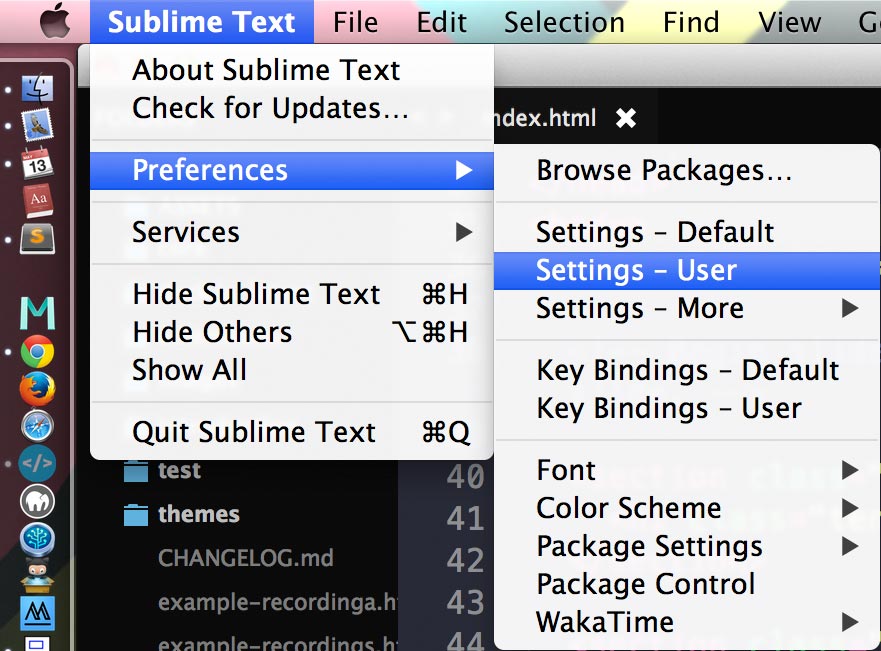 Sublime Text File Edit Selection Find View
About Sublime Text
Check for Updates...
ndex.html
Preferences
Browse Packages...
Services
Settings – Default
Settings – User
Hide Sublime Text ⌘H
Settings – More
Hide Others ⌥⌘H
Show All
Key Bindings – Default
Key Bindings – User
Quit Sublime Text ⌘Q
test
40
Font
themes
41
Color Scheme
CHANGELOG.md
42
Package Settings
Package Control
example-recordinga.h
43
WakaTime
example-recordings.h
44
13
Aa
S
M
</>